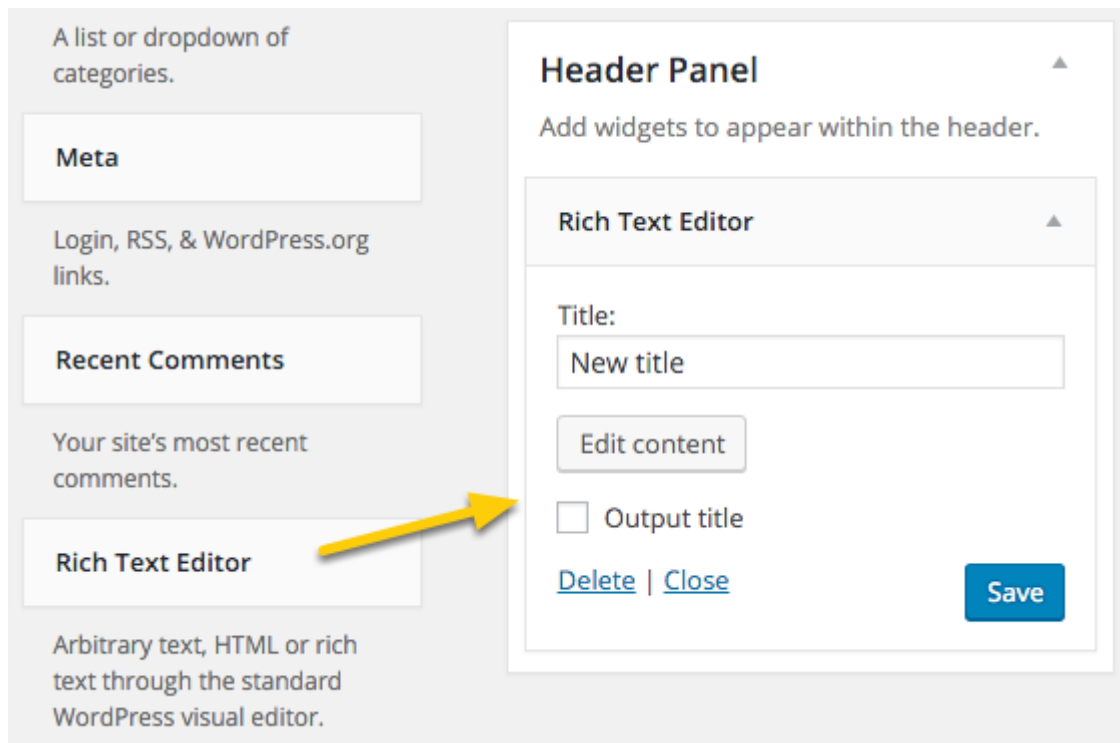 A list or dropdown of
categories.
Meta
Login, RSS, & WordPress.org
links.
Recent Comments
Your site's most recent
comments.
Rich Text Editor
Arbitrary text, HTML or rich
text through the standard
WordPress visual editor.
Header Panel
Add widgets to appear within the header.
Rich Text Editor
Title:
New title
Edit content
Output title
Delete | Close
Save